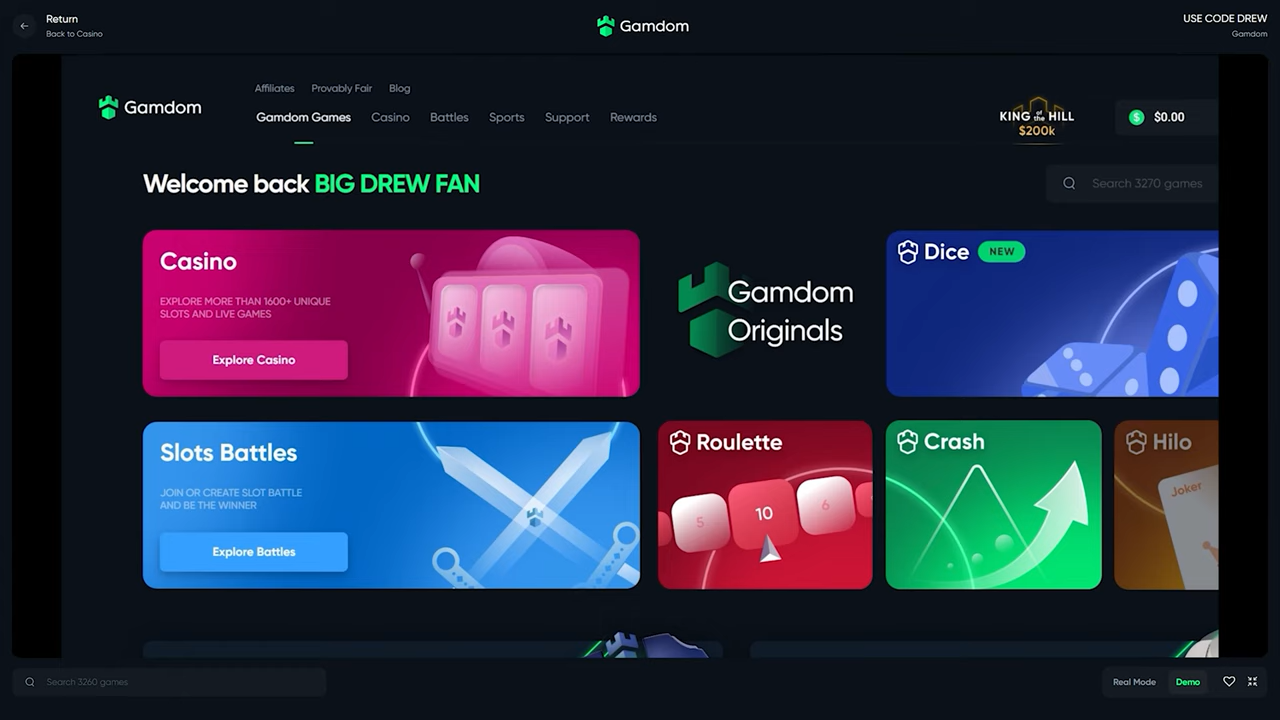 Return
Back to Casino
Gamdom
USE CODE DREW
Gamdom
Affiliates Provably Fair Blog
Gamdom
Gamdom Games Casino Battles Sports Support Rewards
KING of the HILL
$200k
$ $0.00
Welcome back BIG DREW FAN
Search 3270 games
Casino
EXPLORE MORE THAN 1600+ UNIQUE
SLOTS AND LIVE GAMES
Explore Casino
Gamdom
Originals
Dice NEW
Slots Battles
JOIN OR CREATE SLOT BATTLE
AND BE THE WINNER
Explore Battles
Roulette
5 10 6
Crash
Hilo
Joker
Search 3260 games
Real Mode Demo